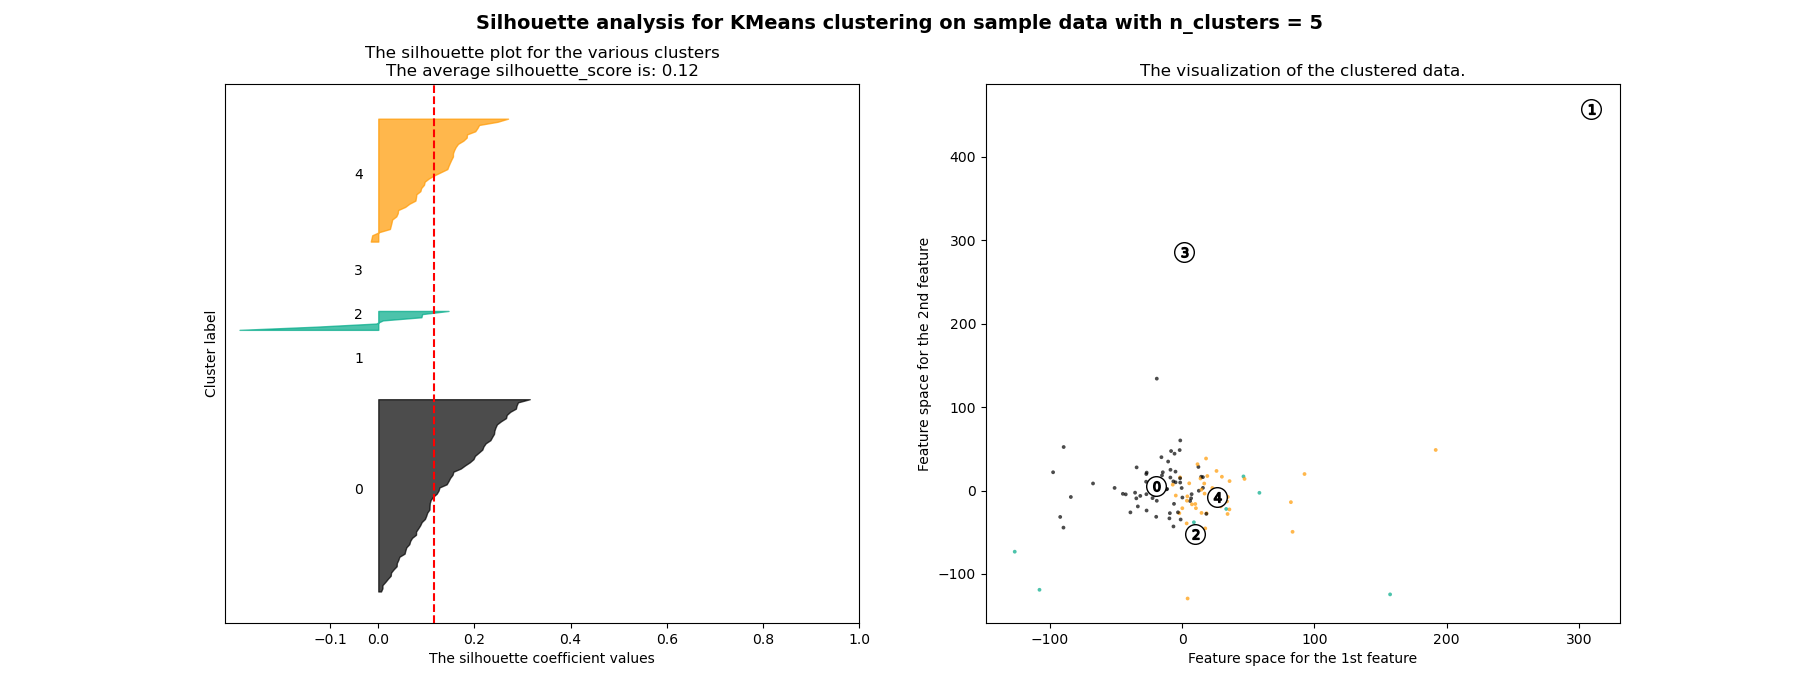 Silhouette analysis for KMeans clustering on sample data with n_clusters = 5
The silhouette plot for the various clusters
The average silhouette_score is: 0.12
4
3
2
1
0
Cluster label
−0.1 0.0 0.2 0.4 0.6 0.8 1.0
The silhouette coefficient values
The visualization of the clustered data.
1
3
0
4
2
400
300
200
100
0
−100
Feature space for the 2nd feature
−100 0 100 200 300
Feature space for the 1st feature